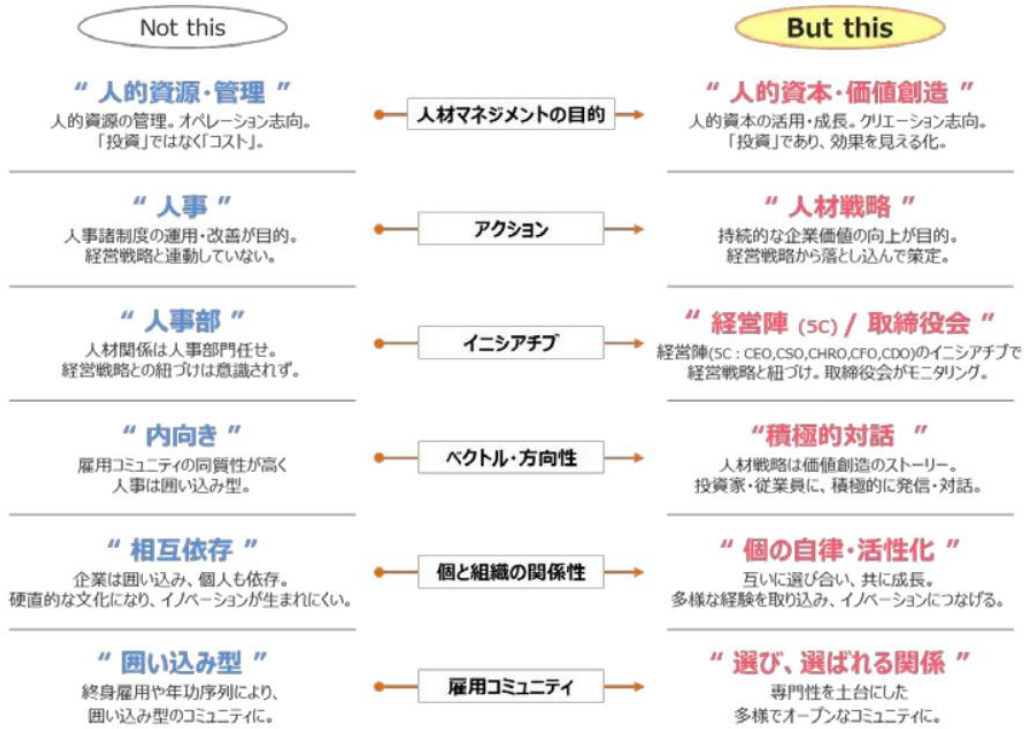 Not this
But this
“ 人的資源・管理 ”
人的資源の管理。オペレーション志向。
「投資」ではなく「コスト」。
人材マネジメントの目的
“ 人的資本・価値創造 ”
人的資本の活用・成長。クリエーション志向。
「投資」であり、効果を見える化。
“ 人事 ”
人事諸制度の運用・改善が目的。
経営戦略と連動していない。
アクション
“ 人材戦略 ”
持続的な企業価値の向上が目的。
経営戦略から落とし込んで策定。
“ 人事部 ”
人材関係は人事部門任せ。
経営戦略との紐づけは意識されず。
イニシアチブ
“ 経営陣 (5C) / 取締役会 ”
経営陣(5C：CEO,CSO,CHRO,CFO,CDO)のイニシアチブで
経営戦略と紐づけ。取締役会がモニタリング。
“ 内向き ”
雇用コミュニティの同質性が高く
人事は囲い込み型。
ベクトル・方向性
“積極的対話 ”
人材戦略は価値創造のストーリー。
投資家・従業員に、積極的に発信・対話。
“ 相互依存 ”
企業は囲い込み、個人も依存。
硬直的な文化になり、イノベーションが生まれにくい。
個と組織の関係性
“ 個の自律・活性化 ”
互いに選び合い、共に成長。
多様な経験を取り込み、イノベーションにつなげる。
“ 囲い込み型 ”
終身雇用や年功序列により、
囲い込み型のコミュニティに。
雇用コミュニティ
“ 選び、選ばれる関係 ”
専門性を土台にした
多様でオープンなコミュニティに。